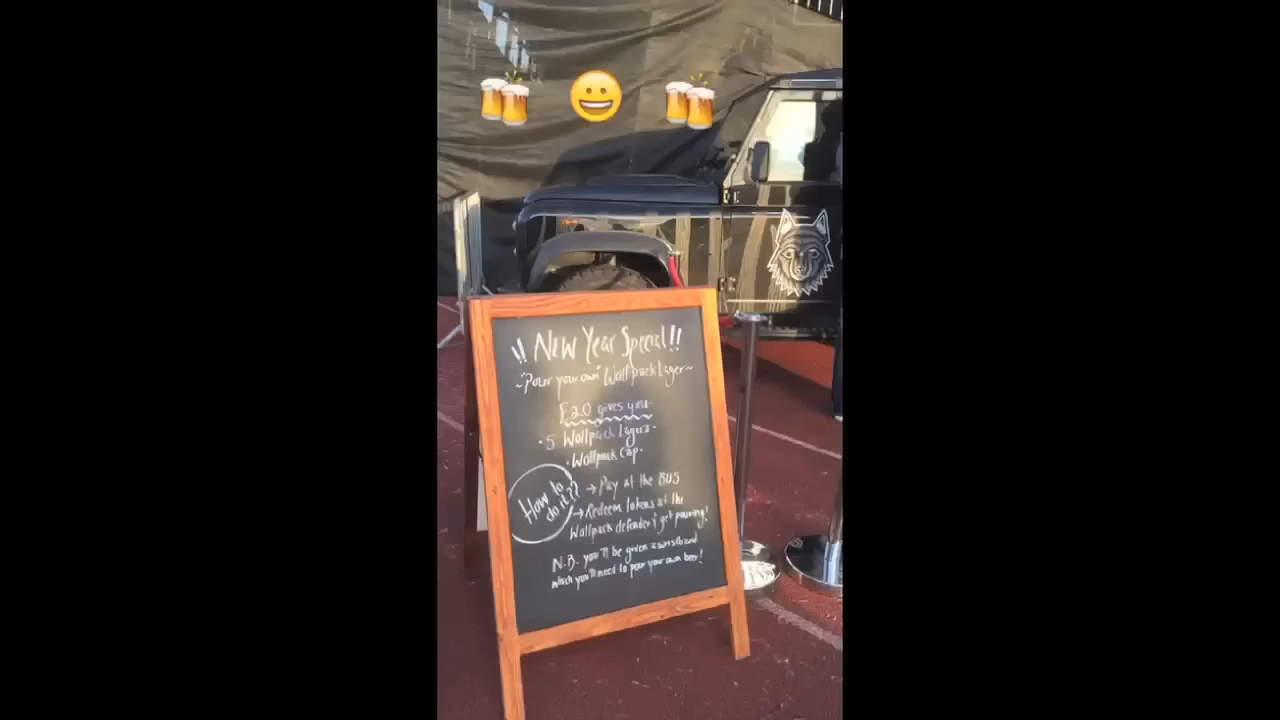 !! New Year Special!!
~"Pour your own" Wolfpack Lager~
£20 gives you
• 5 Wolfpack Lagers •
• Wolfpack Cap •
How to do it??
→ Pay at the BUS
→ Redeem tokens at the
Wolfpack defender & get pouring!
N.B. you'll be given a wristband
which you'll need to pour your own beer!